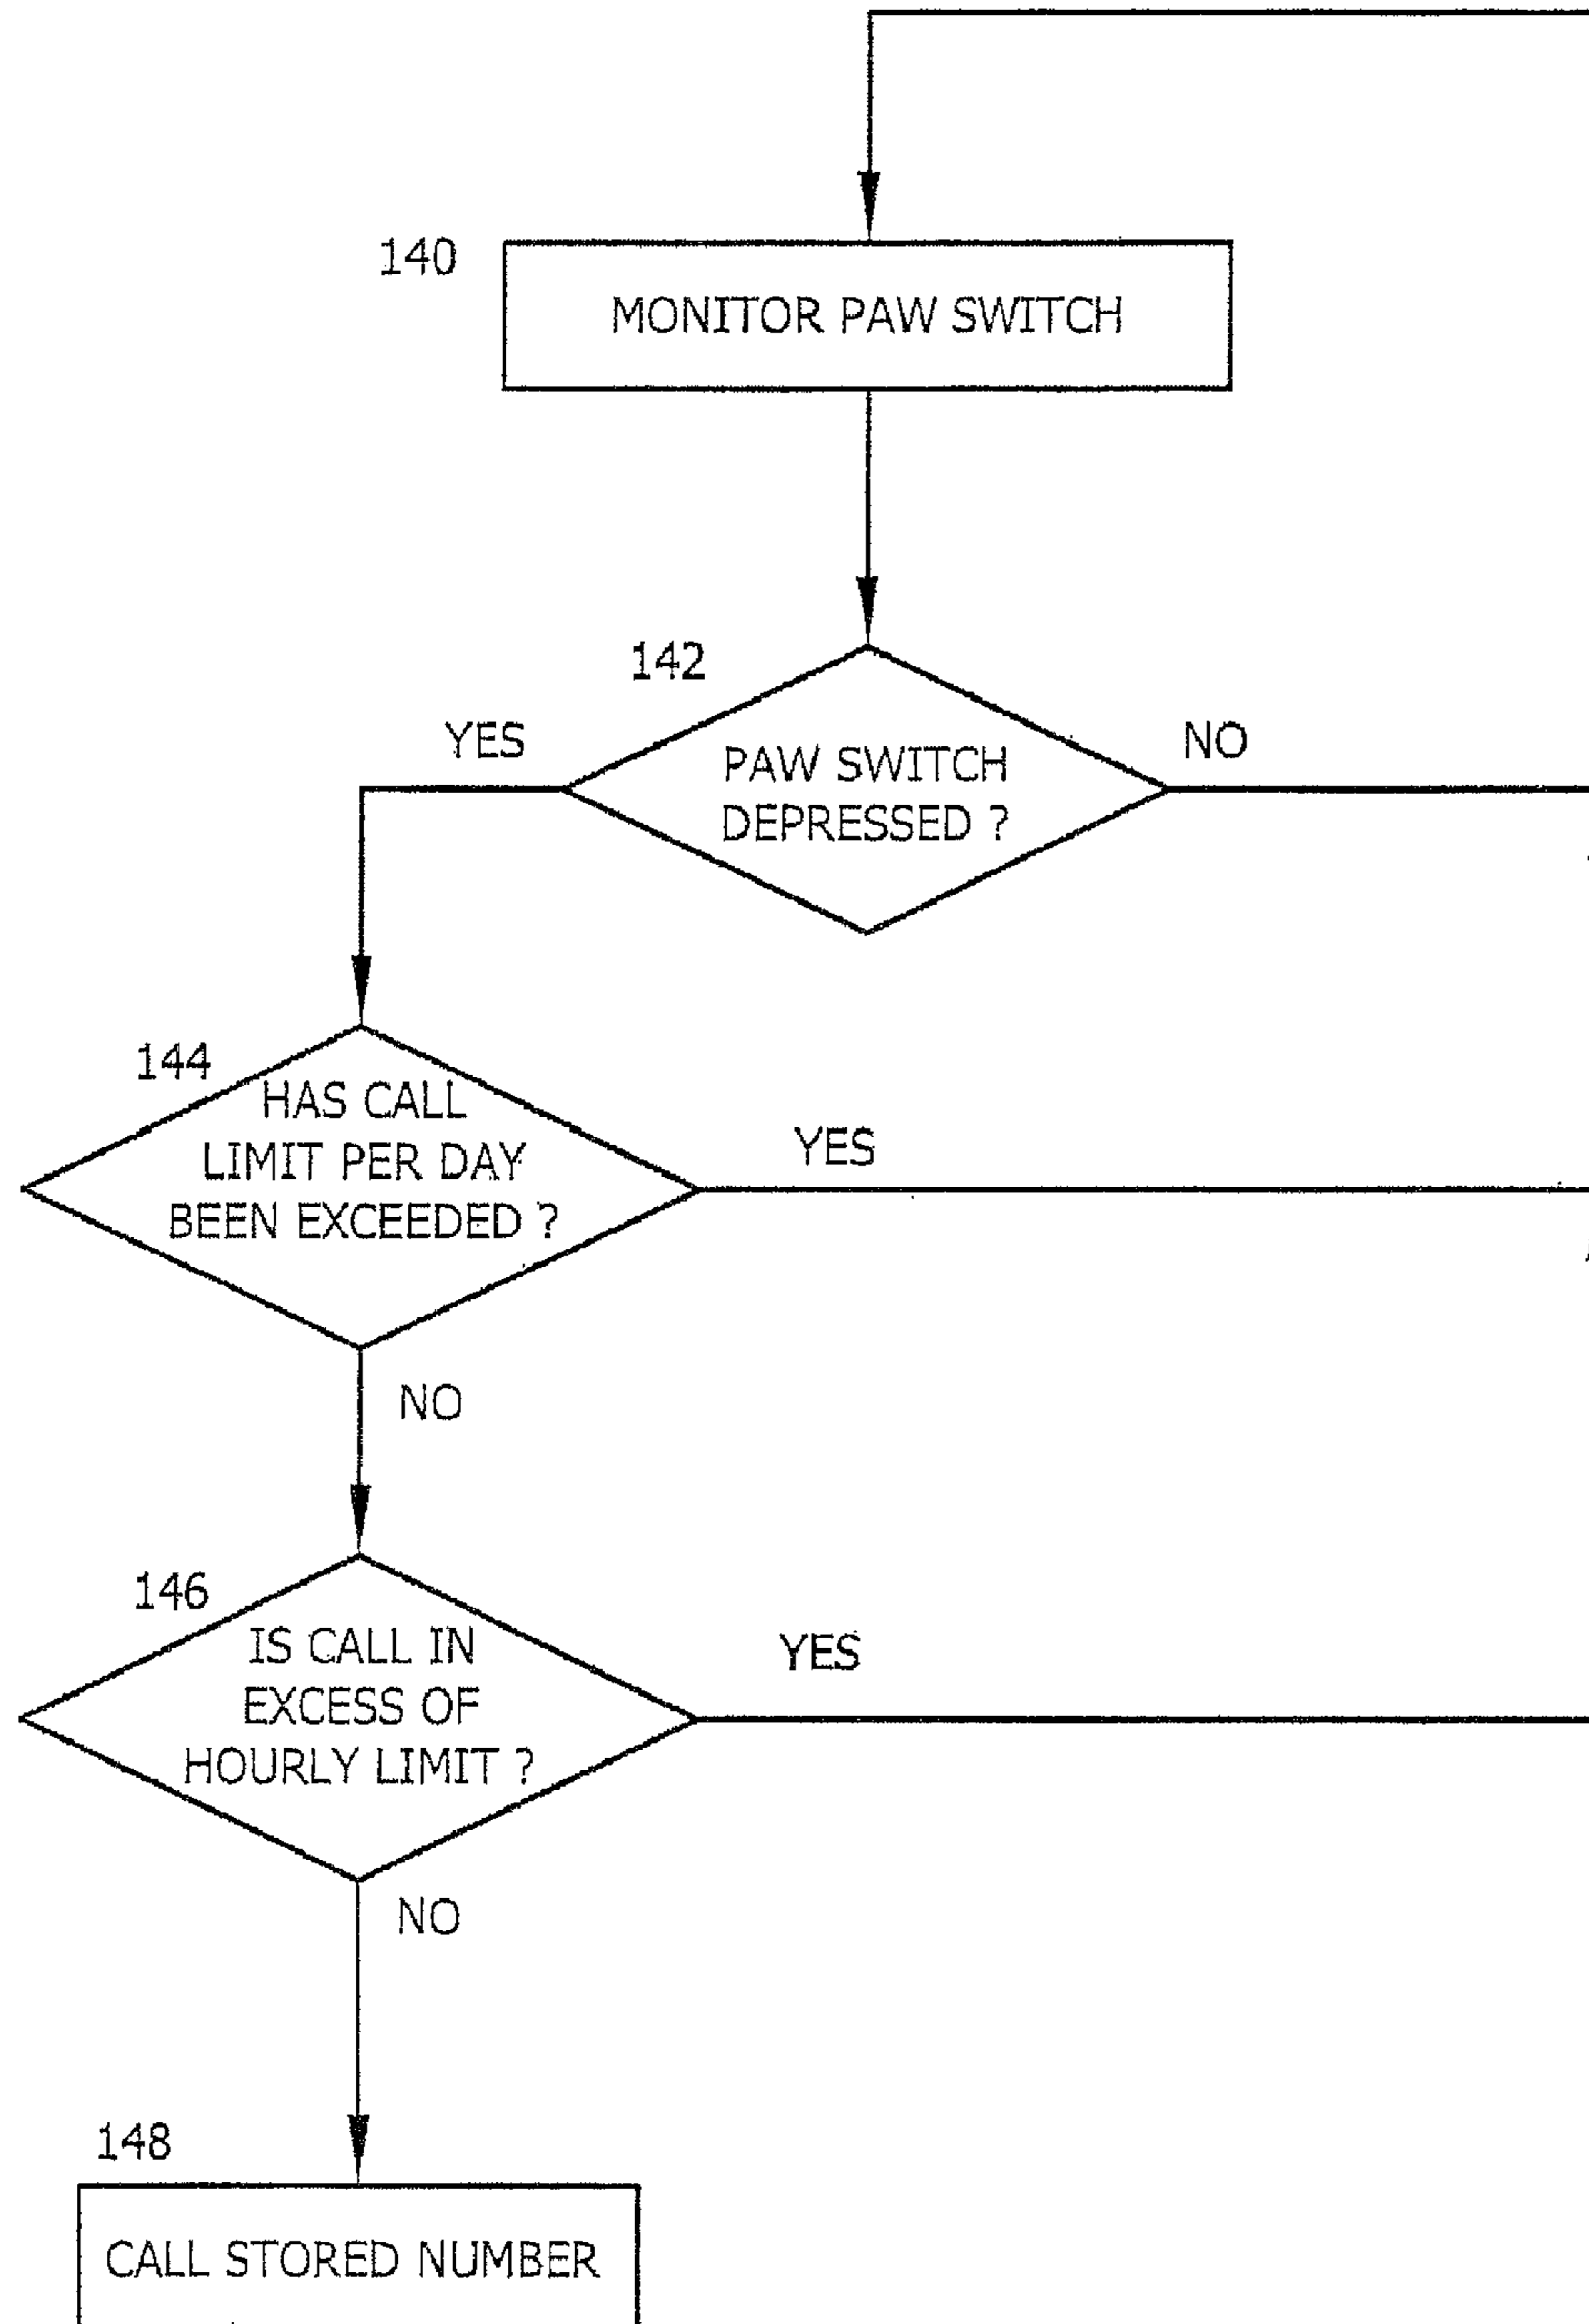 140
MONITOR PAW SWITCH
142
YES
PAW SWITCH
DEPRESSED ?
NO
144
HAS CALL
LIMIT PER DAY
BEEN EXCEEDED ?
YES
NO
146
IS CALL IN
EXCESS OF
HOURLY LIMIT ?
YES
NO
148
CALL STORED NUMBER